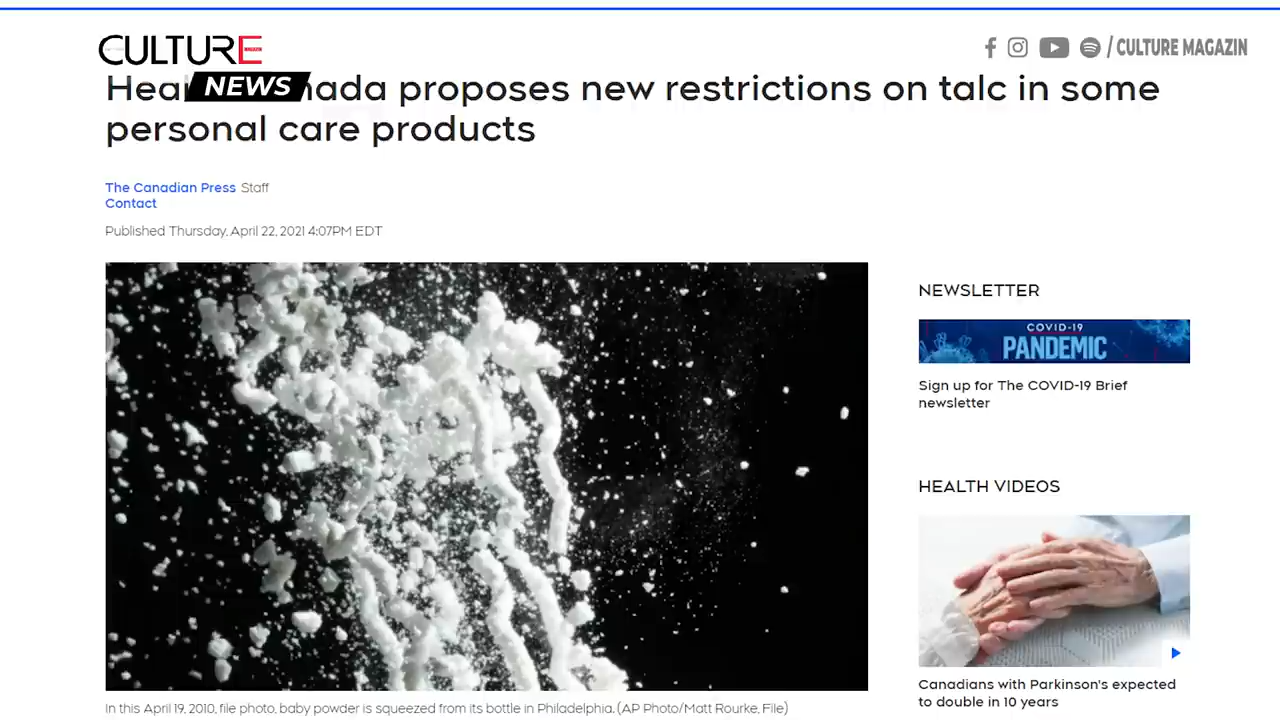 CULTURE
NEWS
/ CULTURE MAGAZIN
proposes new restrictions on talc in some
personal care products
The Canadian Press Staff
Contact
Published Thursday, April 22, 2021 4:07PM EDT
NEWSLETTER
COVID-19
PANDEMIC
Sign up for The COVID-19 Brief
newsletter
HEALTH VIDEOS
Canadians with Parkinson's expected
to double in 10 years
In this April 19, 2010, file photo, baby powder is squeezed from its bottle in Philadelphia. (AP Photo/Matt Rourke, File)